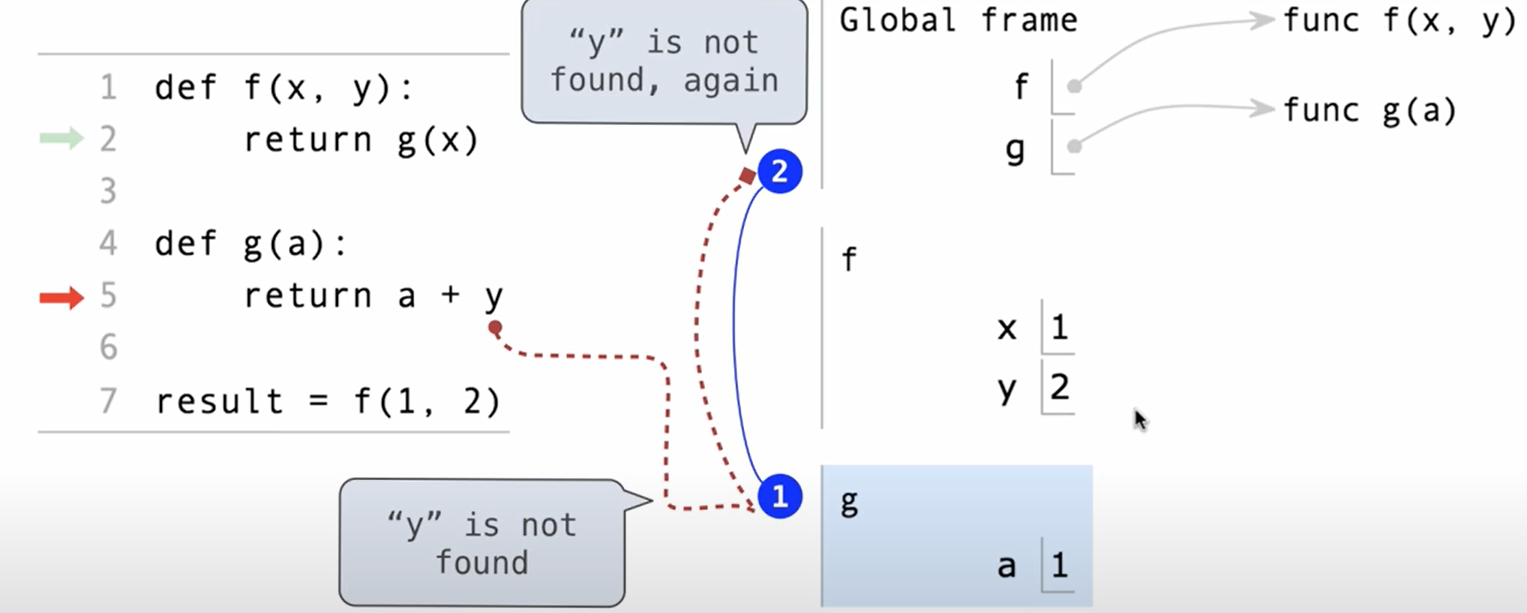 1 def f(x, y):
2 return g(x)
3
4 def g(a):
5 return a + y
6
7 result = f(1, 2)
“y” is not
found, again
2
1
“y” is not
found
Global frame
f
g
func f(x, y)
func g(a)
f
x 1
y 2
g
a 1